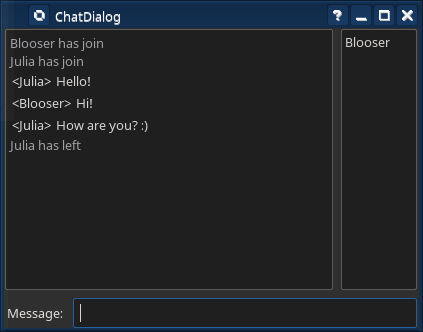 ChatDialog
Blooser has join
Julia has join
<Julia> Hello!
<Blooser> Hi!
<Julia> How are you? :)
Julia has left
Blooser
Message: